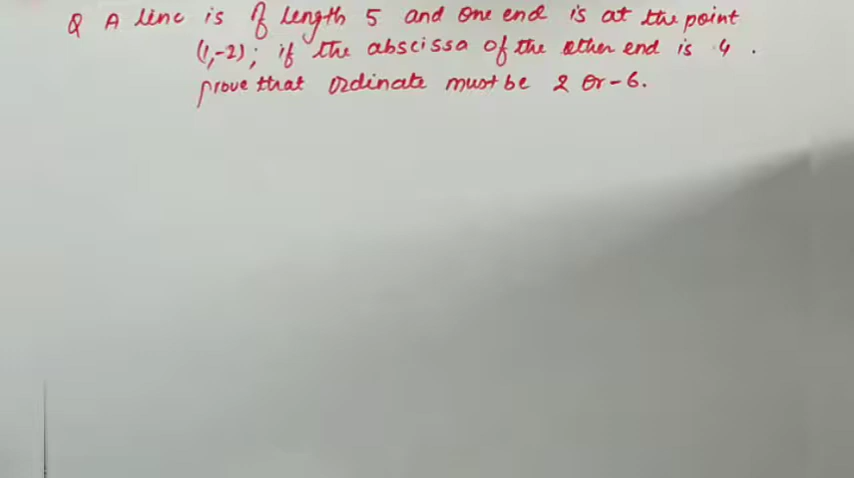 Q A line is of length 5 and one end is at the point
(1,-2); if the abscissa of the other end is 4 .
prove that ordinate must be 2 or -6.